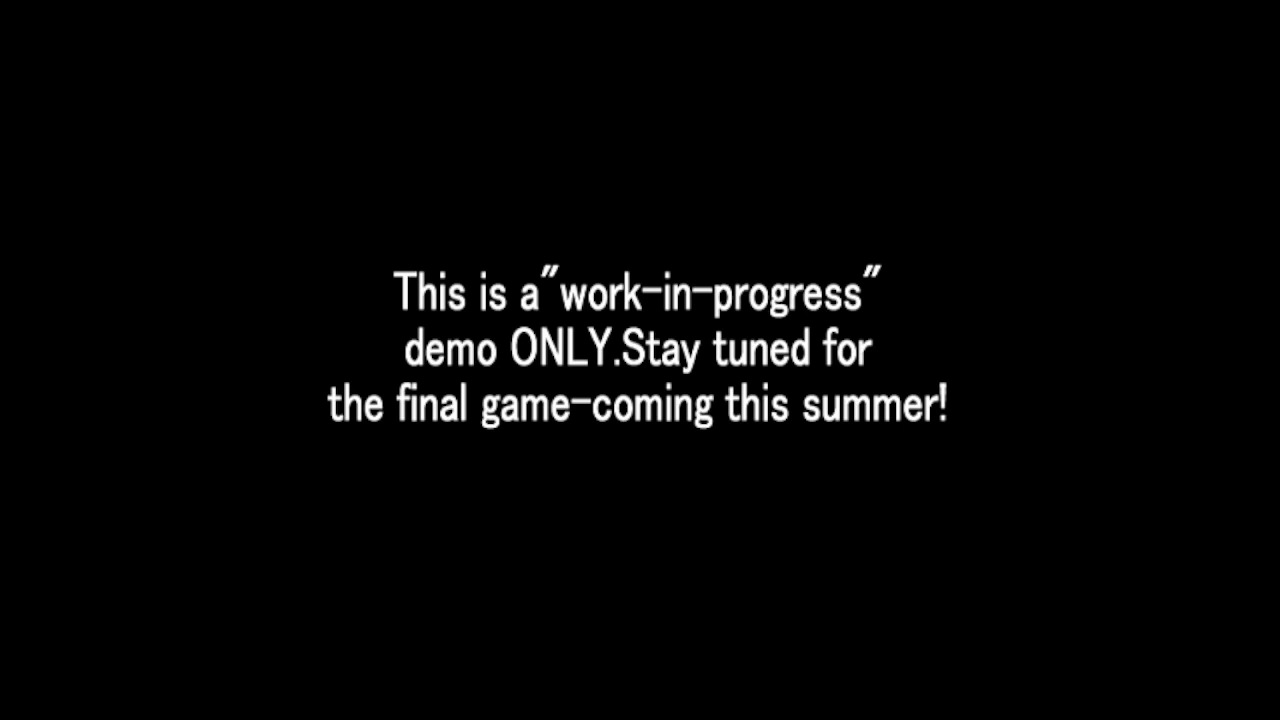 This is a"work-in-progress"
demo ONLY.Stay tuned for
the final game-coming this summer!